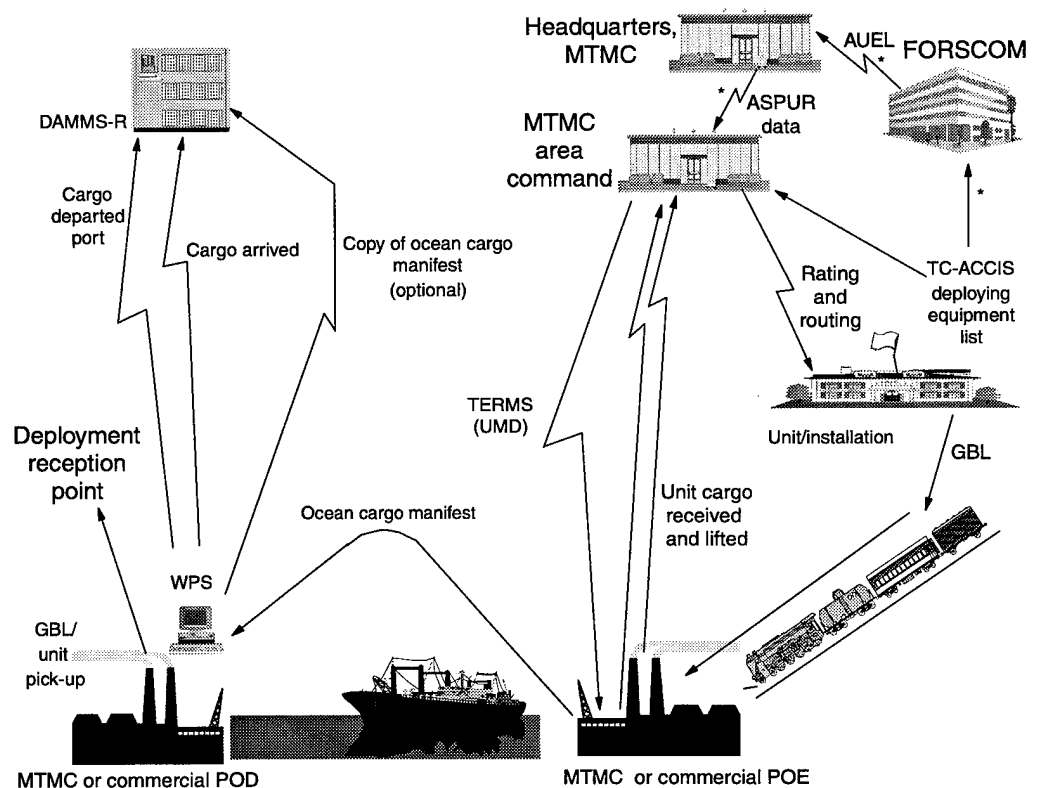 Headquarters,
MTMC
AUEL
*
FORSCOM
*
ASPUR
data
DAMMS-R
MTMC
area
command
*
Cargo
departed
port
Cargo arrived
Copy of ocean cargo
manifest
(optional)
Rating
and
routing
TC-ACCIS
deploying
equipment
list
TERMS
(UMD)
Unit/installation
GBL
Deployment
reception
point
Ocean cargo manifest
Unit cargo
received
and lifted
WPS
GBL/
unit
pick-up
MTMC or commercial POD
MTMC or commercial POE